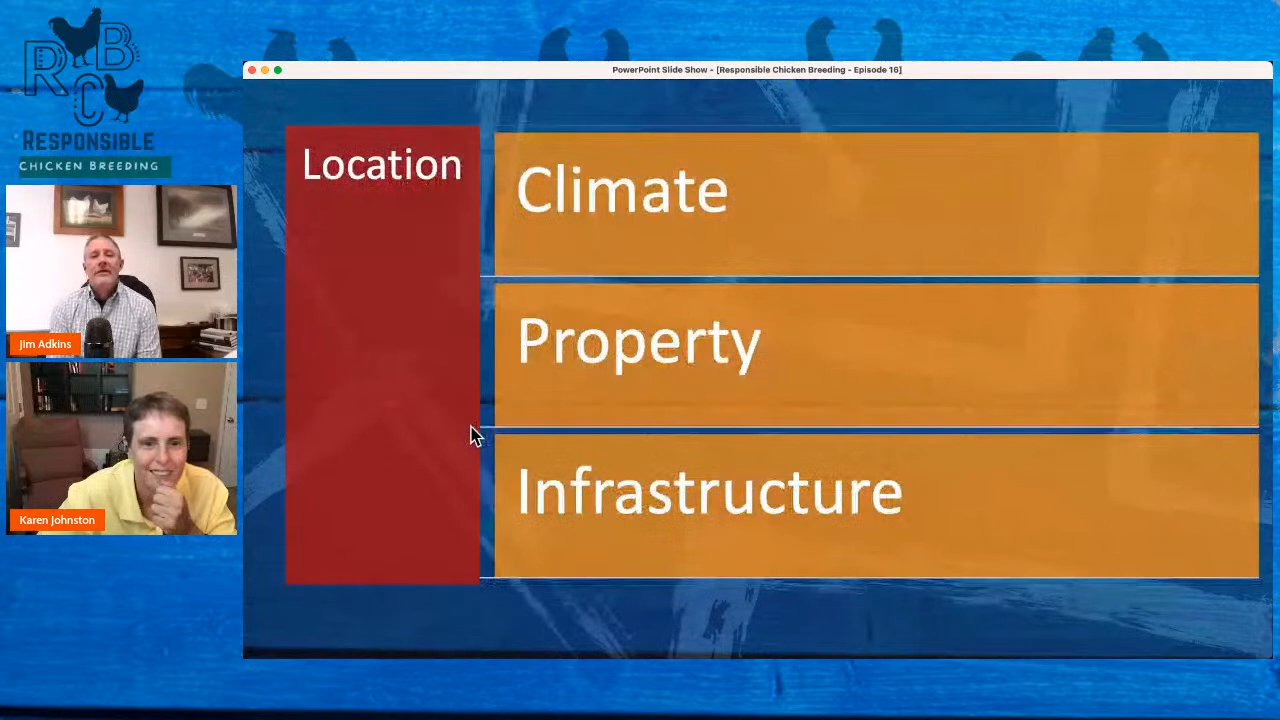 RBC
RESPONSIBLE
CHICKEN BREEDING
PowerPoint Slide Show - [Responsible Chicken Breeding - Episode 16]
Location
Climate
Property
Infrastructure
Jim Adkins
Karen Johnston